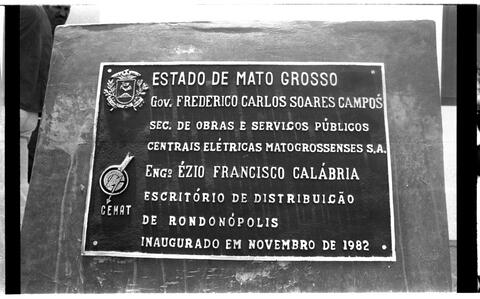 ESTADO DE MATO GROSSO
Gov. FREDERICO CARLOS SOARES CAMPOS
SEC. DE OBRAS E SERVIÇOS PÚBLICOS
CENTRAIS ELÉTRICAS MATOGROSSENSES S.A.
ENGº ÉZIO FRANCISCO CALÁBRIA
ESCRITÓRIO DE DISTRIBUIÇÃO
CEMAT
DE RONDONÓPOLIS
INAUGURADO EM NOVEMBRO DE 1982